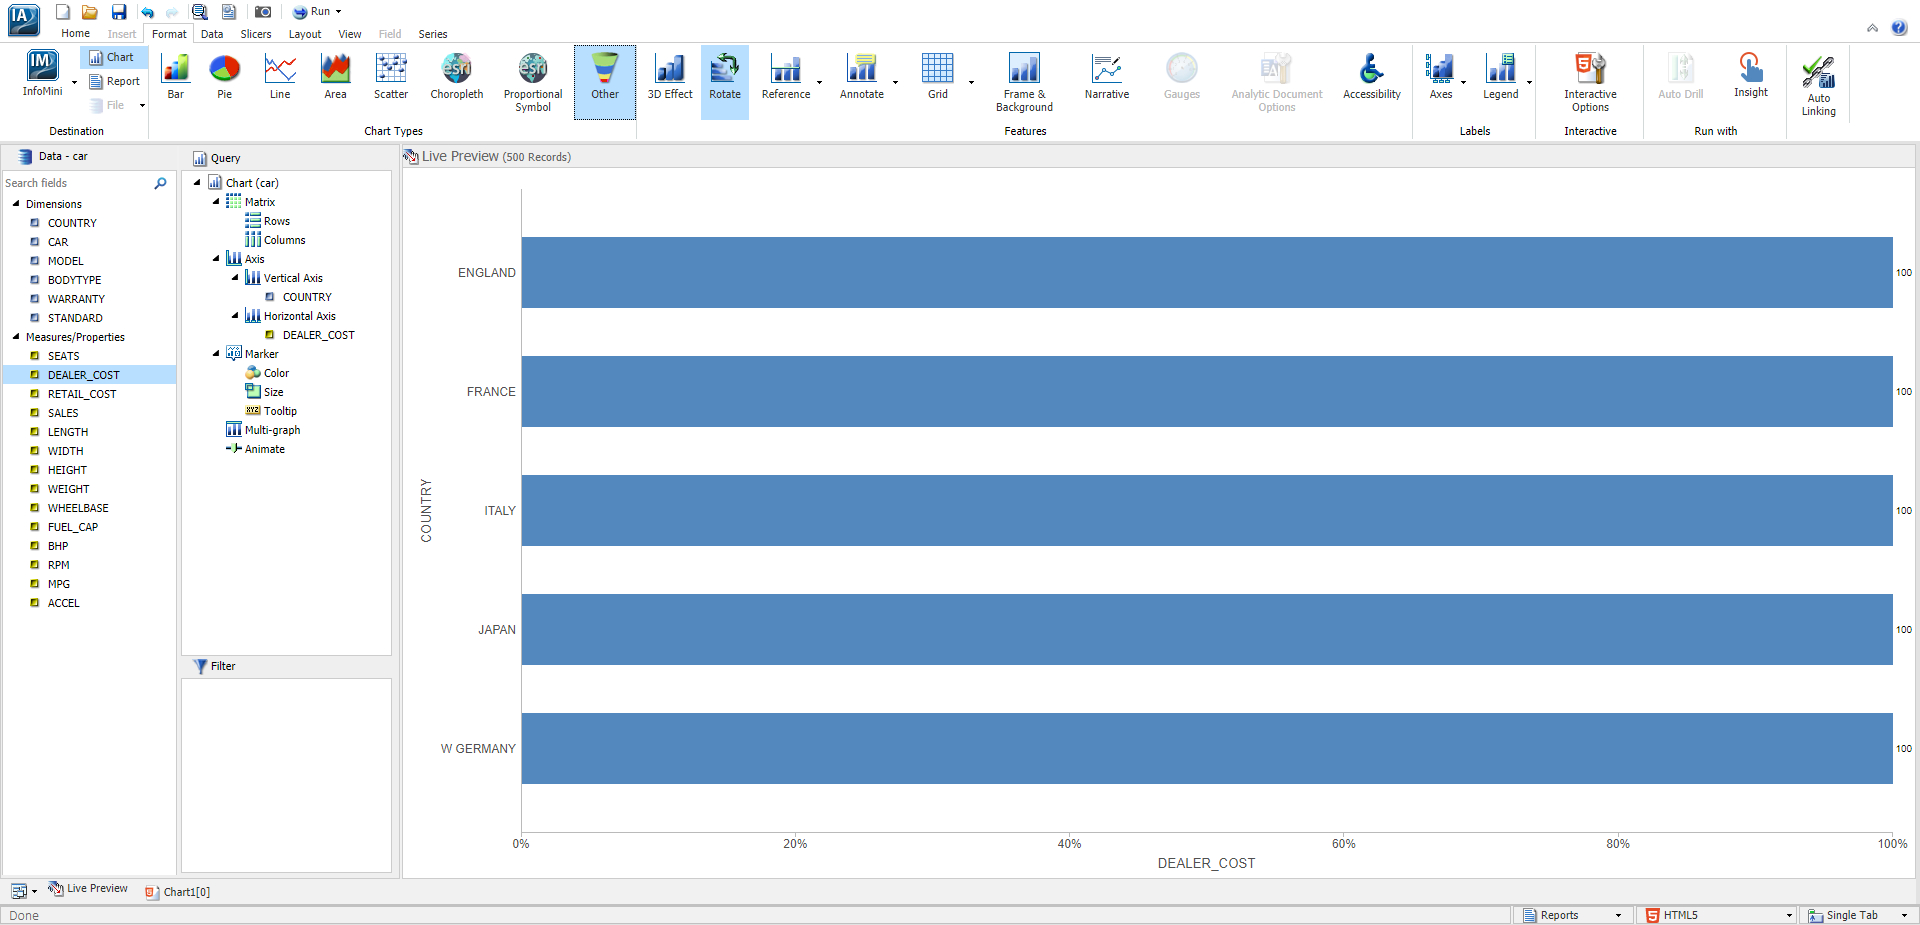 IA
Run
Home Insert Format Data Slicers Layout View Field Series
IM
InfoMini
Chart
Report
File
Destination
Bar
Pie
Line
Area
Scatter
esri
Choropleth
esri
Proportional
Symbol
Other
Chart Types
3D Effect
Rotate
Reference
Annotate
Grid
Frame &
Background
Narrative
Gauges
Analytic Document
Options
Accessibility
Features
Axes
Legend
Labels
Interactive
Options
Interactive
Auto Drill
Insight
Run with
Auto
Linking
Data - car
Search fields
Dimensions
COUNTRY
CAR
MODEL
BODYTYPE
WARRANTY
STANDARD
Measures/Properties
SEATS
DEALER_COST
RETAIL_COST
SALES
LENGTH
WIDTH
HEIGHT
WEIGHT
WHEELBASE
FUEL_CAP
BHP
RPM
MPG
ACCEL
Query
Chart (car)
Matrix
Rows
Columns
Axis
Vertical Axis
COUNTRY
Horizontal Axis
DEALER_COST
Marker
Color
Size
XYZ Tooltip
Multi-graph
Animate
Filter
Live Preview (500 Records)
COUNTRY
ENGLAND 100
FRANCE 100
ITALY 100
JAPAN 100
W GERMANY 100
0% 20% 40% 60% 80% 100%
DEALER_COST
Live Preview
Chart1[0]
Done
Reports
HTML5
Single Tab